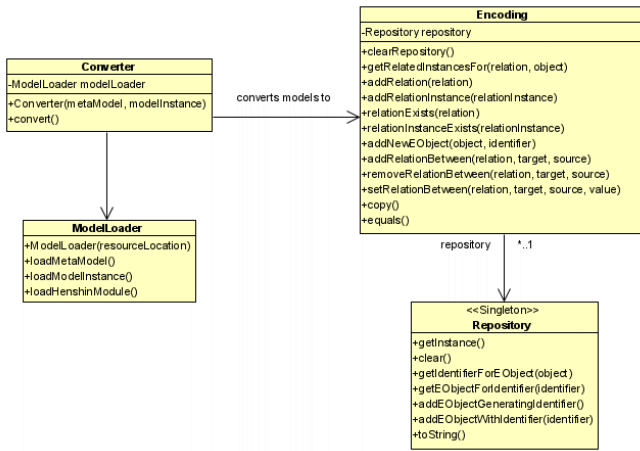 Encoding
-Repository repository
+clearRepository()
+getRelatedInstancesFor(relation, object)
+addRelation(relation)
+addRelationInstance(relationInstance)
+relationExists(relation)
+relationInstanceExists(relationInstance)
+addNewEObject(object, identifier)
+addRelationBetween(relation, target, source)
+removeRelationBetween(relation, target, source)
+setRelationBetween(relation, target, source, value)
+copy()
+equals()
Converter
-ModelLoader modelLoader
+Converter(metaModel, modelInstance)
+convert()
converts models to
ModelLoader
+ModelLoader(resourceLocation)
+loadMetaModel()
+loadModelInstance()
+loadHenshinModule()
repository *..1
<<Singleton>>
Repository
+getInstance()
+clear()
+getIdentifierForEObject(object)
+getEObjectForIdentifier(identifier)
+addEObjectGeneratingIdentifier()
+addEObjectWithIdentifier(identifier)
+toString()